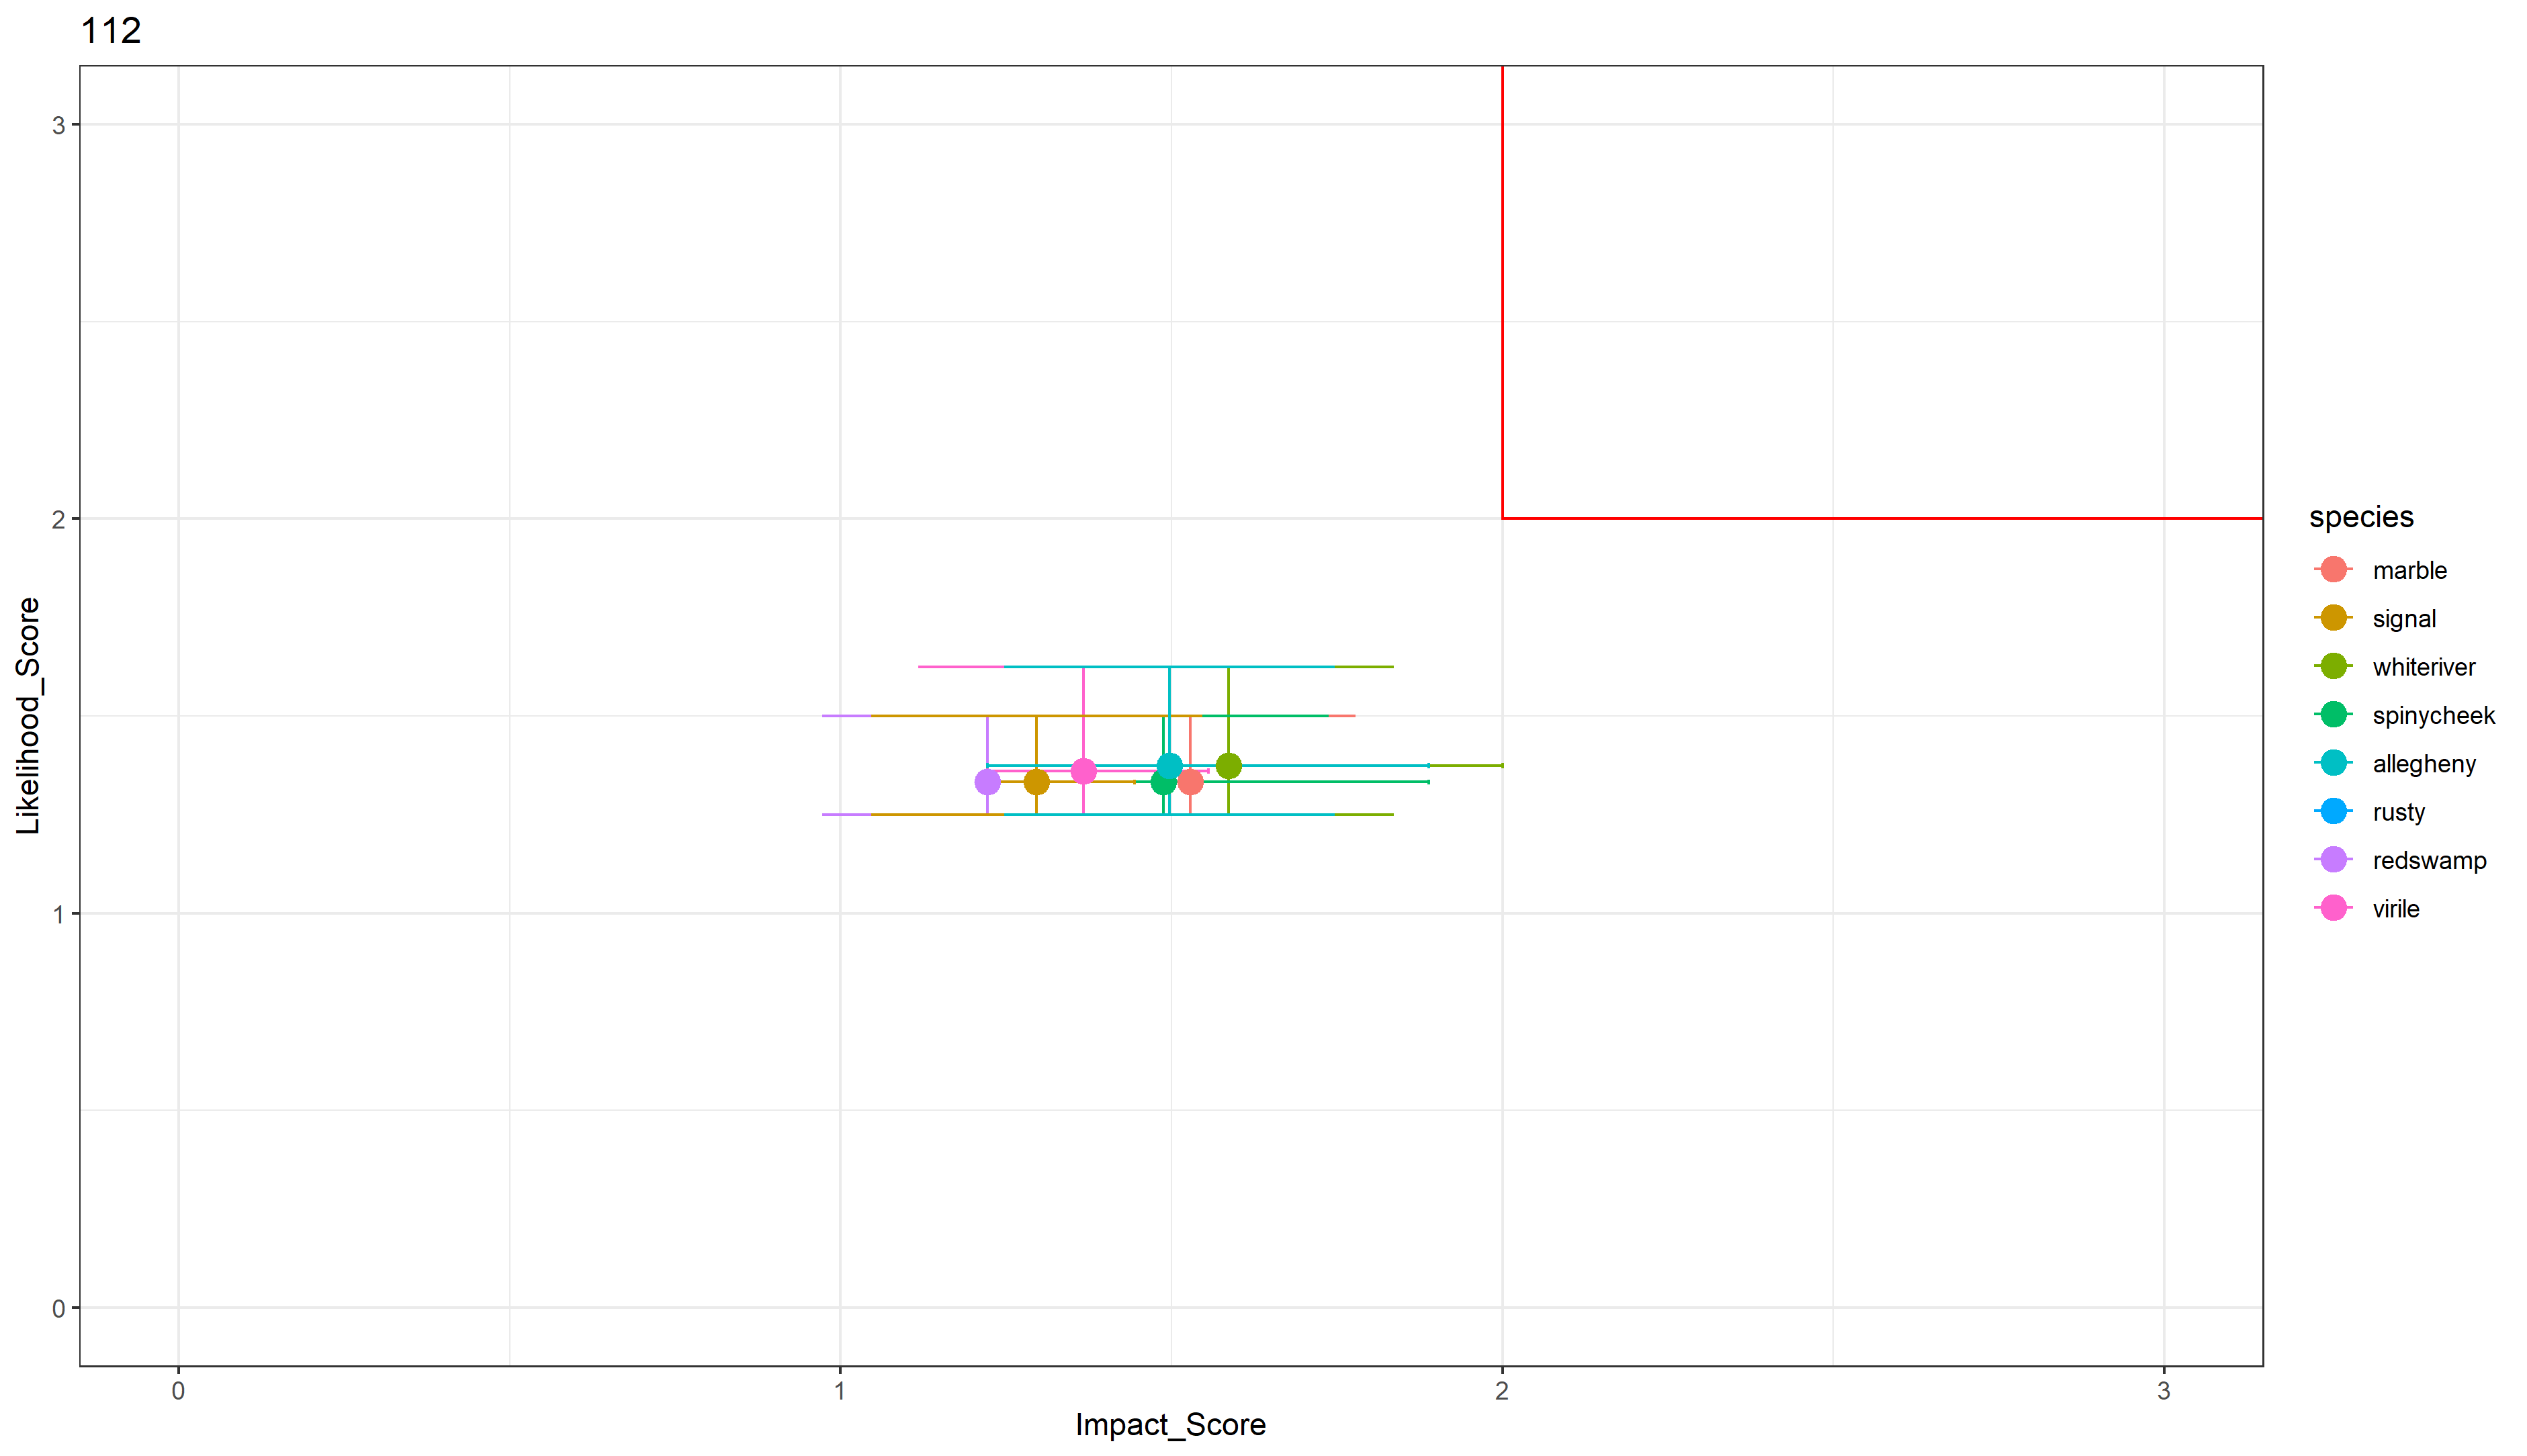 112
3
2
1
0
Likelihood_Score
0 1 2 3
Impact_Score
species
marble
signal
whiteriver
spinycheek
allegheny
rusty
redswamp
virile